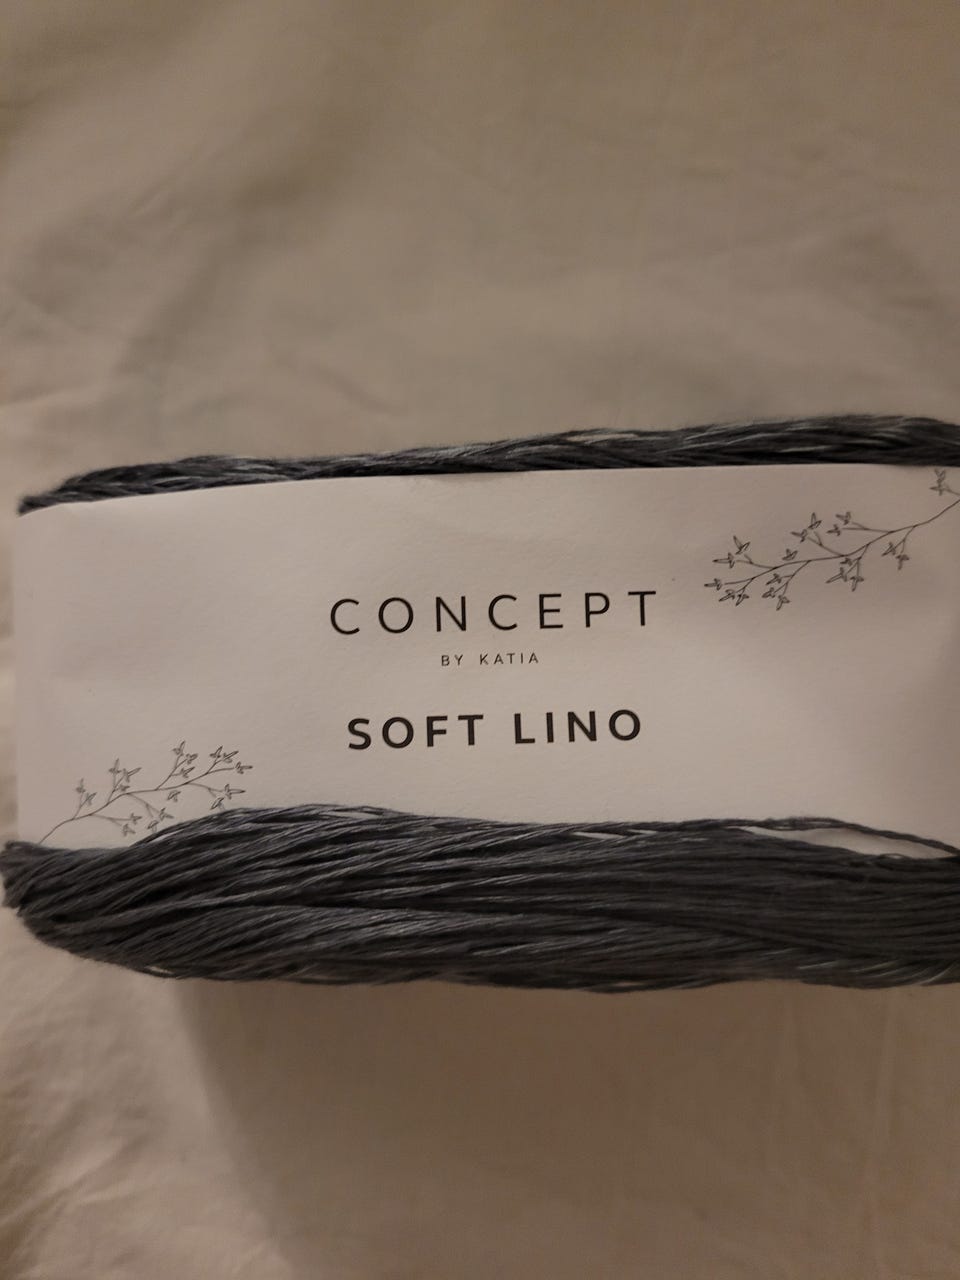 CONCEPT
BY KATIA
SOFT LINO